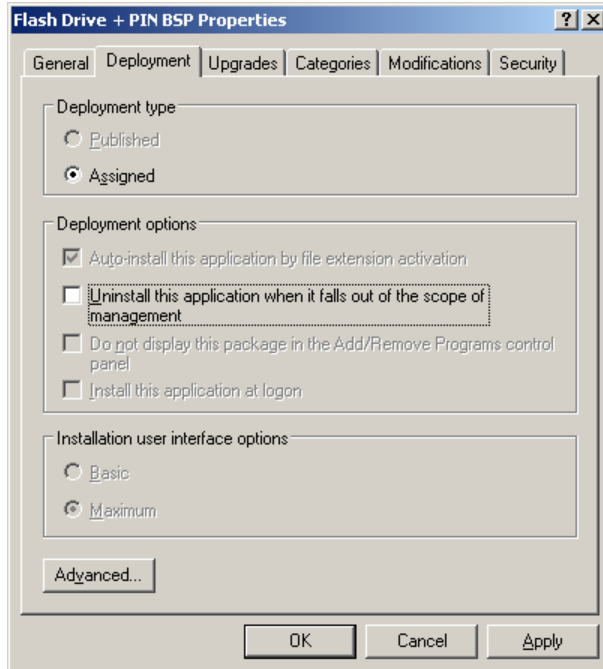 Flash Drive + PIN BSP Properties
General Deployment Upgrades Categories Modifications Security
Deployment type
Published
Assigned
Deployment options
Auto-install this application by file extension activation
Uninstall this application when it falls out of the scope of
management
Do not display this package in the Add/Remove Programs control
panel
Install this application at logon
Installation user interface options
Basic
Maximum
Advanced...
OK Cancel Apply